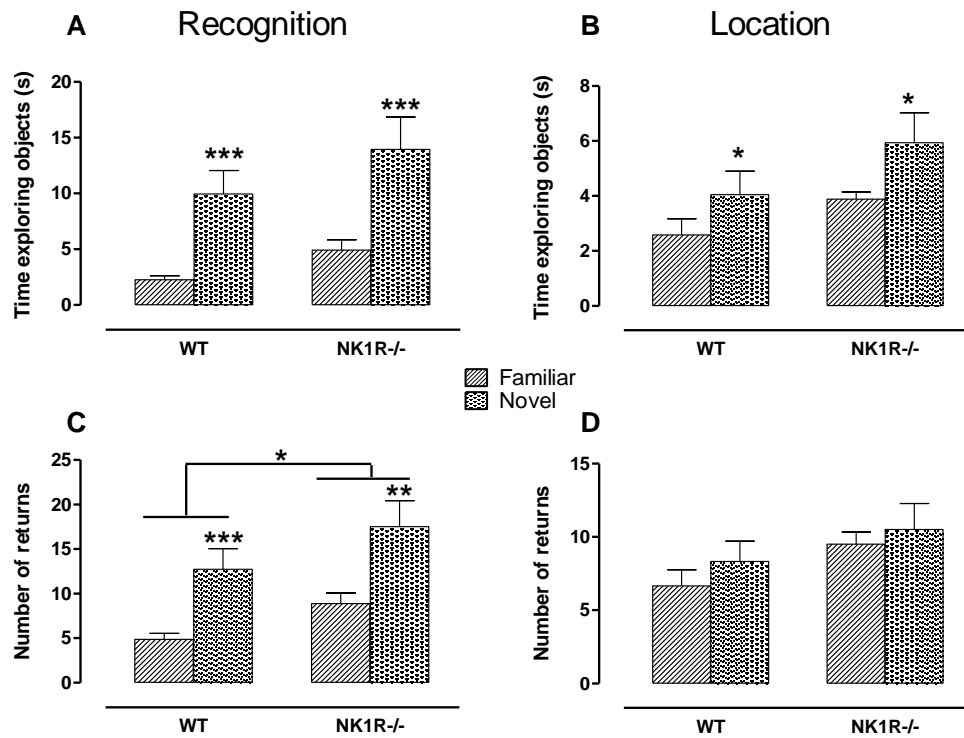 A Recognition
B Location
Time exploring objects (s)
20
15
10
5
0
***
***
WT NK1R-/-
Time exploring objects (s)
8
6
4
2
0
*
*
WT NK1R-/-
Familiar
Novel
C
Number of returns
25
20
15
10
5
0
*
***
**
WT NK1R-/-
D
Number of returns
15
10
5
0
WT NK1R-/-